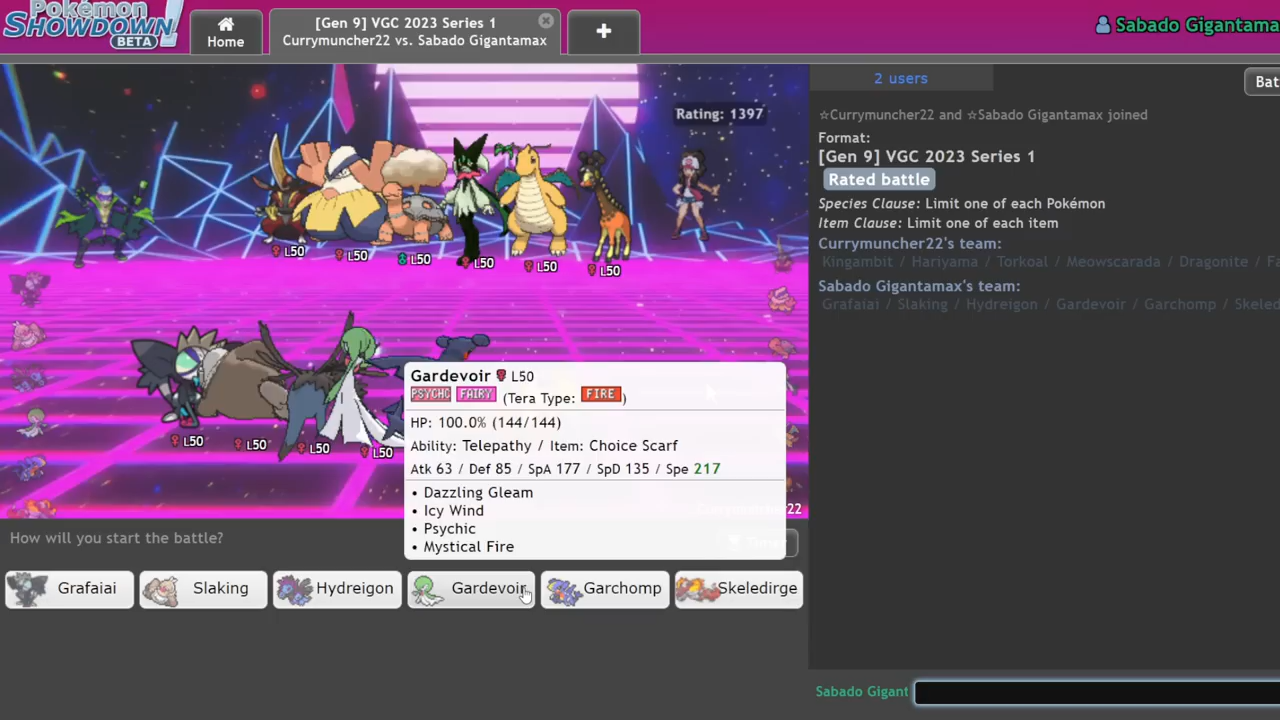 Pokémon
SHOWDOWN!
BETA
Home
[Gen 9] VGC 2023 Series 1
Currymuncher22 vs. Sabado Gigantamax
+
Sabado Gigantama
2 users
Bat
Rating: 1397
☆Currymuncher22 and ☆Sabado Gigantamax joined
Format:
[Gen 9] VGC 2023 Series 1
Rated battle
Species Clause: Limit one of each Pokémon
Item Clause: Limit one of each item
Currymuncher22's team:
Kingambit / Hariyama / Torkoal / Meowscarada / Dragonite / Fa
Sabado Gigantamax's team:
Grafaiai / Slaking / Hydreigon / Gardevoir / Garchomp / Skeled
L50
L50
L50
L50
L50
L50
L50
L50
L50
L50
Gardevoir L50
PSYCHC FAIRY (Tera Type: FIRE)
HP: 100.0% (144/144)
Ability: Telepathy / Item: Choice Scarf
Atk 63 / Def 85 / SpA 177 / SpD 135 / Spe 217
• Dazzling Gleam
• Icy Wind
• Psychic
• Mystical Fire
How will you start the battle?
Grafaiai
Slaking
Hydreigon
Gardevoir
Garchomp
Skeledirge
Sabado Gigant